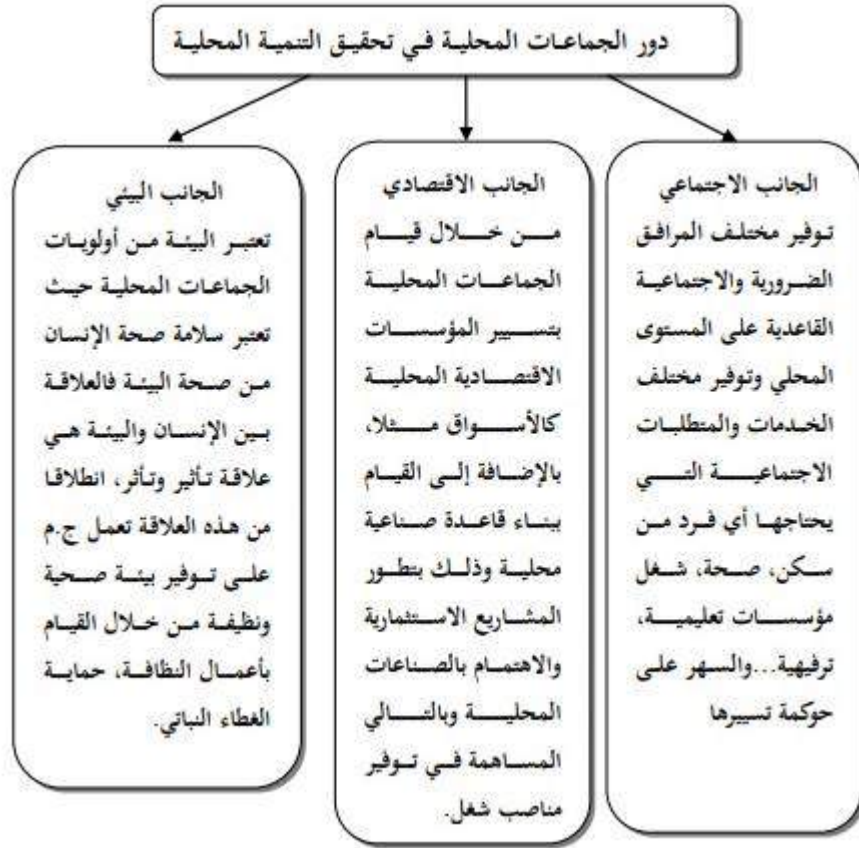 دور الجماعات المحلية في تحقيق التنمية المحلية
الجانب الاجتماعي
توفير مختلف المرافق
الضرورية والاجتماعية
القاعدية على المستوى
المحلي وتوفير مختلف
الخدمات والمتطلبات
الاجتماعية التي
يحتاجها أي فرد من
سكن، صحة، شغل
مؤسسات تعليمية،
ترفيهية...والسهر على
حوكمة تسييرها
الجانب الاقتصادي
من خلال قيام
الجماعات المحلية
بتسيير المؤسسات
الاقتصادية المحلية
كالأسواق مثلا،
بالإضافة إلى القيام
ببناء قاعدة صناعية
محلية وذلك بتطور
المشاريع الاستثمارية
والاهتمام بالصناعات
المحلية وبالتالي
المساهمة في توفير
مناصب شغل.
الجانب البيئي
تعتبر البيئة من أولويات
الجماعات المحلية حيث
تعتبر سلامة صحة الإنسان
من صحة البيئة فالعلاقة
بين الإنسان والبيئة هي
علاقة تأثير وتأثر، انطلاقا
من هذه العلاقة تعمل ج.م
على توفير بيئة صحية
ونظيفة من خلال القيام
بأعمال النظافة، حماية
الغطاء النباتي.